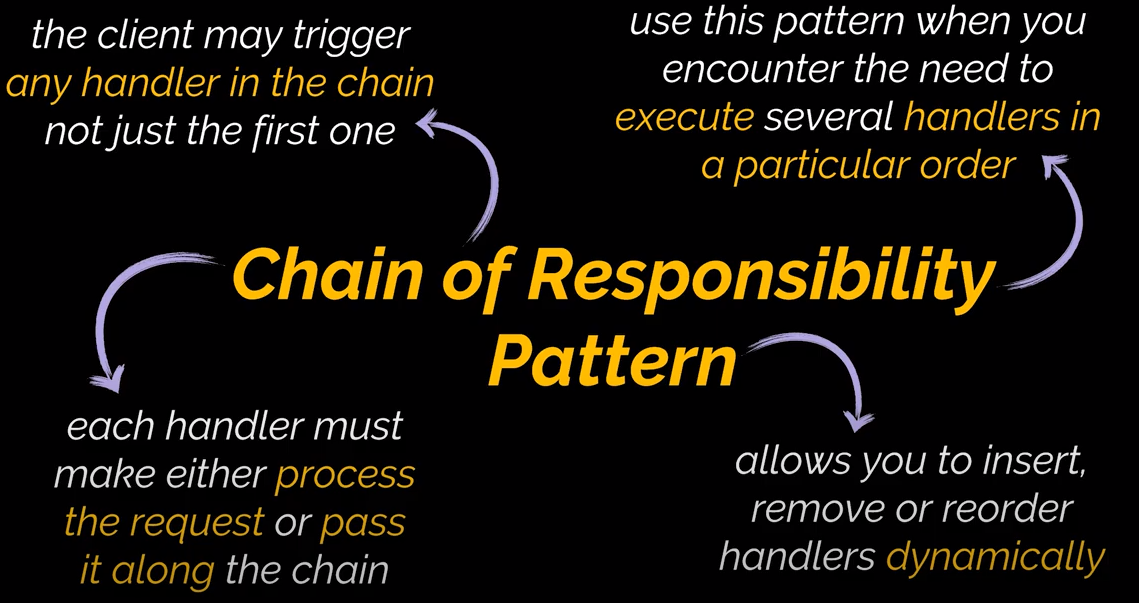 the client may trigger
any handler in the chain
not just the first one
use this pattern when you
encounter the need to
execute several handlers in
a particular order
Chain of Responsibility
Pattern
each handler must
make either process
the request or pass
it along the chain
allows you to insert,
remove or reorder
handlers dynamically